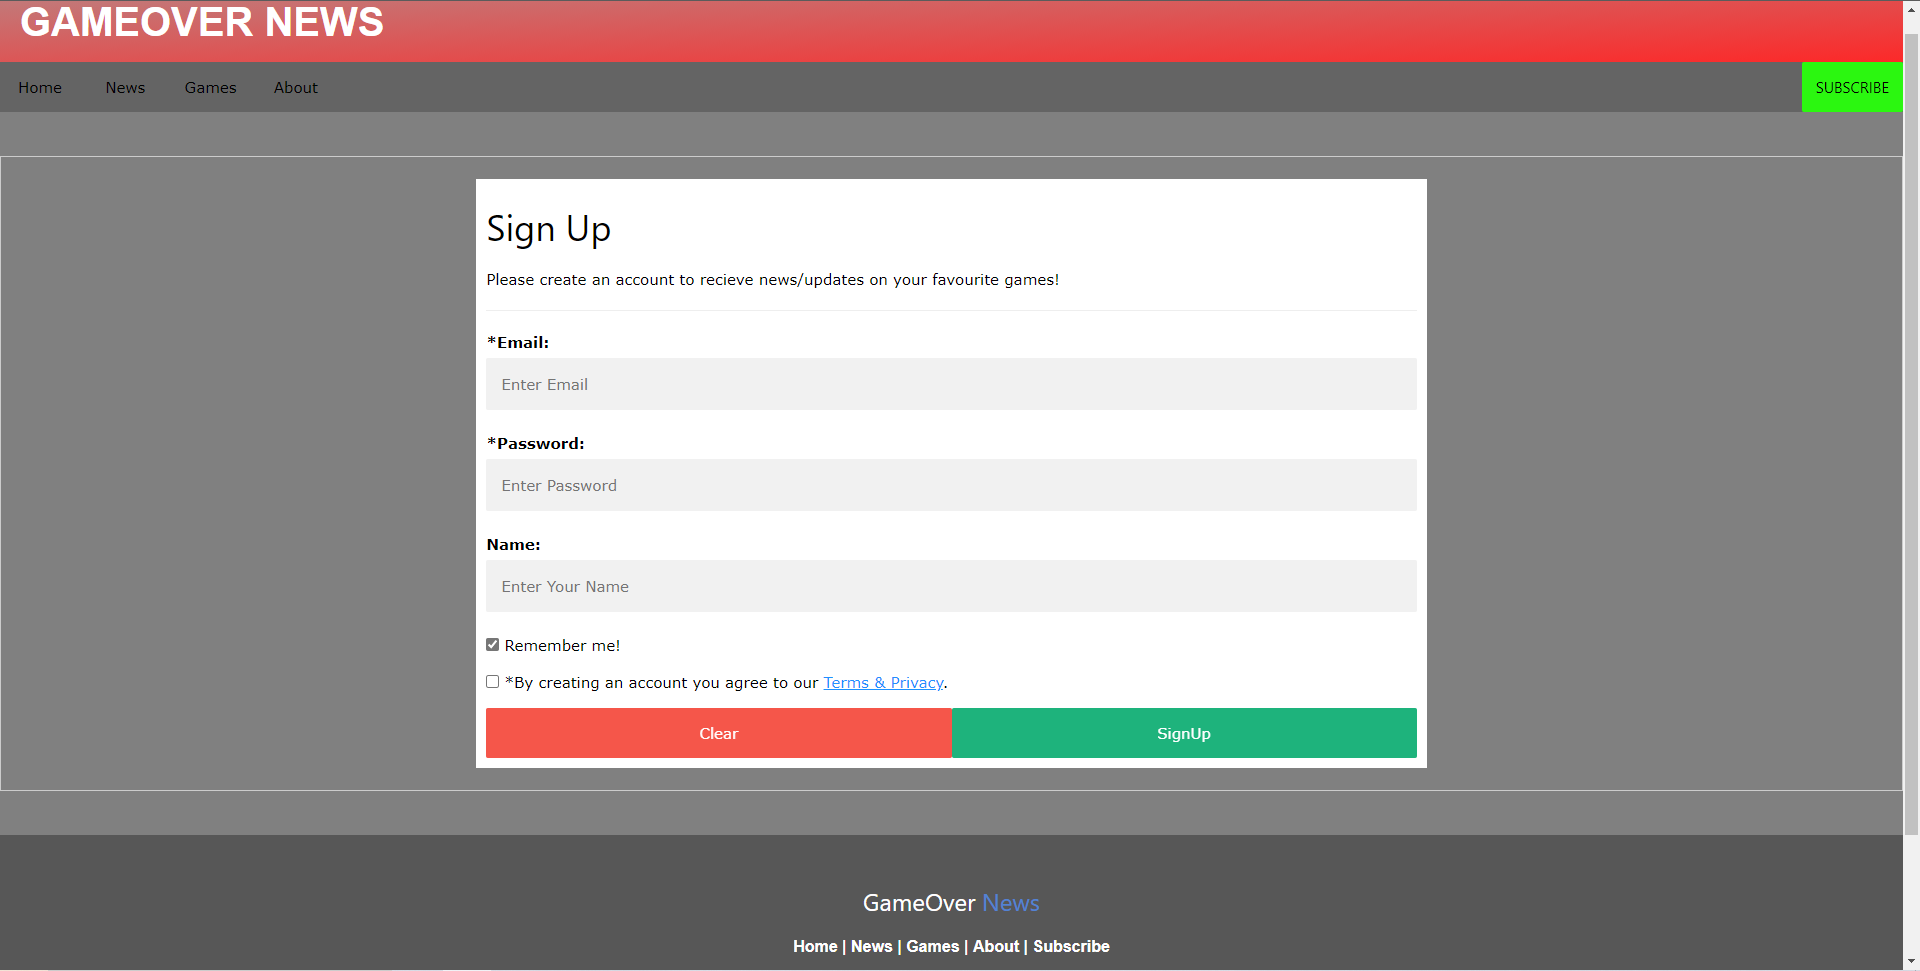 GAMEOVER NEWS
Home News Games About SUBSCRIBE
Sign Up
Please create an account to recieve news/updates on your favourite games!
*Email:
Enter Email
*Password:
Enter Password
Name:
Enter Your Name
Remember me!
*By creating an account you agree to our Terms & Privacy.
Clear SignUp
GameOver News
Home | News | Games | About | Subscribe